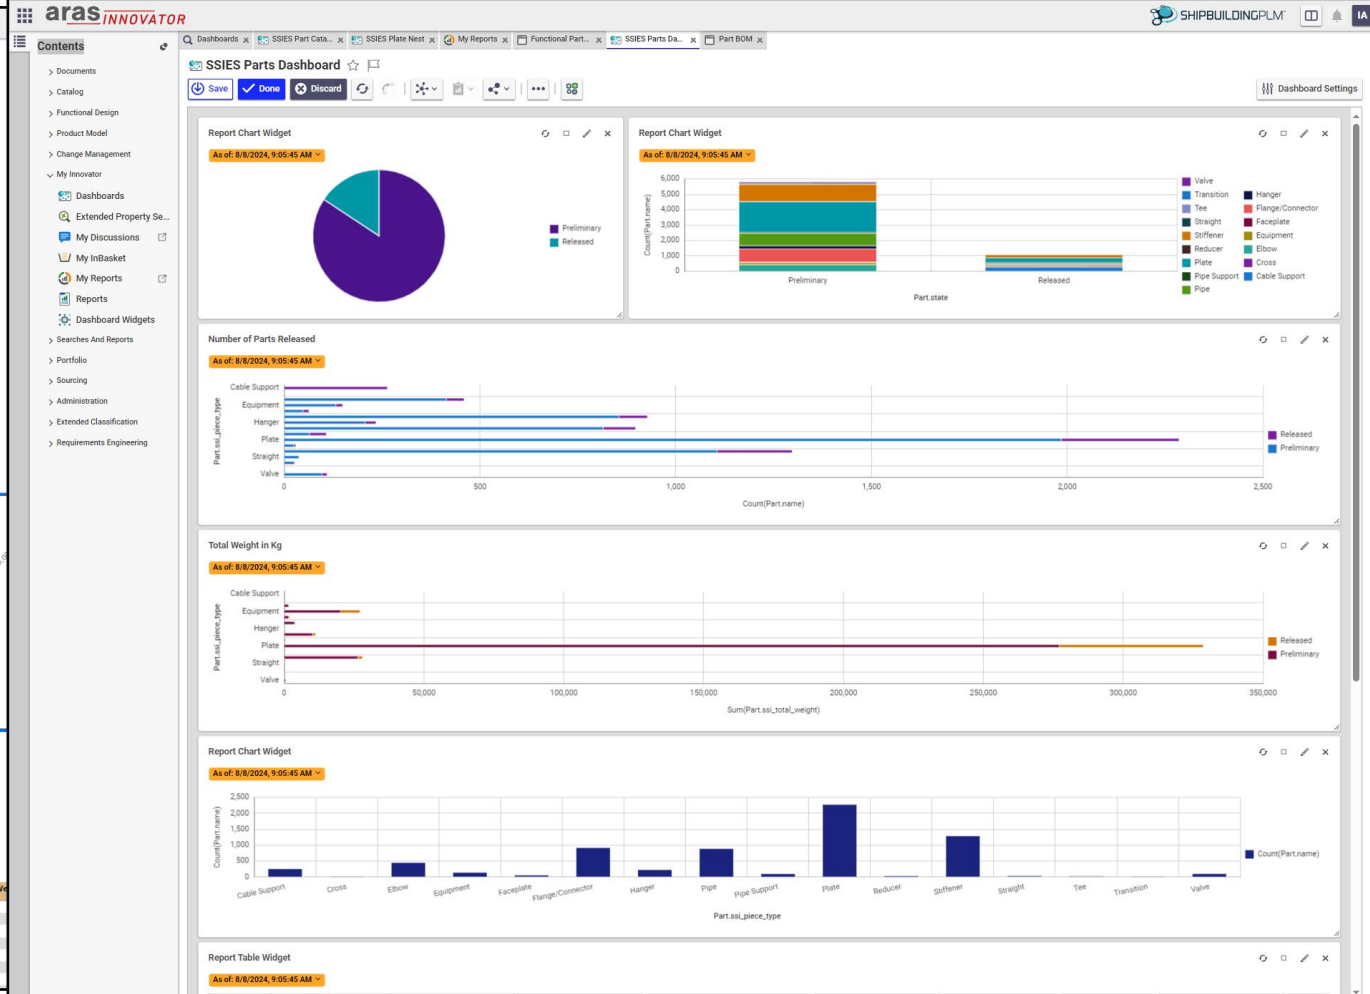 aras INNOVATOR
SHIPBUILDINGPLM
IA
Contents
Documents
Catalog
Functional Design
Product Model
Change Management
My Innovator
Dashboards
Extended Property Se...
My Discussions
My InBasket
My Reports
Reports
Dashboard Widgets
Searches And Reports
Portfolio
Sourcing
Administration
Extended Classification
Requirements Engineering
Dashboards x SSIES Part Cata... x SSIES Plate Nest x My Reports x Functional Part... x SSIES Parts Da... x Part BOM x
SSIES Parts Dashboard
Save Done Discard Dashboard Settings
Report Chart Widget
As of: 8/8/2024, 9:05:45 AM
Preliminary
Released
Report Chart Widget
As of: 8/8/2024, 9:05:45 AM
Count(Part.name)
6,000
5,000
4,000
3,000
2,000
1,000
0
Preliminary Released
Part.state
Valve
Transition Hanger
Tee Flange/Connector
Straight Faceplate
Stiffener Equipment
Reducer Elbow
Plate Cross
Pipe Support Cable Support
Pipe
Number of Parts Released
As of: 8/8/2024, 9:05:45 AM
Part.ssi_piece_type
Cable Support
Equipment
Hanger
Plate
Straight
Valve
0 500 1,000 1,500 2,000 2,500
Count(Part.name)
Released
Preliminary
Total Weight in Kg
As of: 8/8/2024, 9:05:45 AM
Part.ssi_piece_type
Cable Support
Equipment
Hanger
Plate
Straight
Valve
0 50,000 100,000 150,000 200,000 250,000 300,000 350,000
Sum(Part.ssi_total_weight)
Released
Preliminary
Report Chart Widget
As of: 8/8/2024, 9:05:45 AM
Count(Part.name)
2,500
2,000
1,500
1,000
500
0
Cable Support Cross Elbow Equipment Faceplate Flange/Connector Hanger Pipe Pipe Support Plate Reducer Stiffener Straight Tee Transition Valve
Part.ssi_piece_type
Count(Part.name)
Report Table Widget
As of: 8/8/2024, 9:05:45 AM